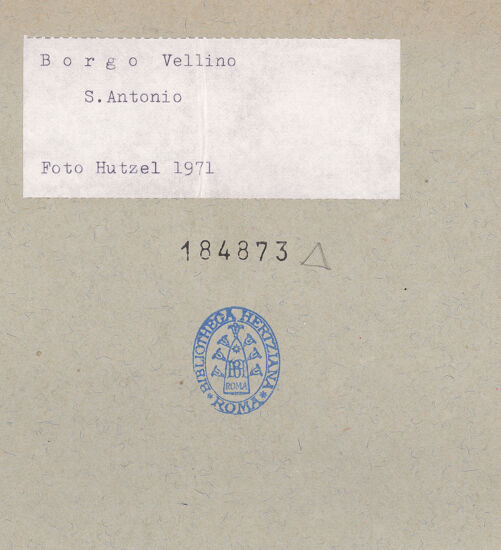 B o r g o Vellino
S.Antonio
Foto Hutzel 1971
184873
BIBLIOTHECA HERTZIANA
ROMA
ROMA